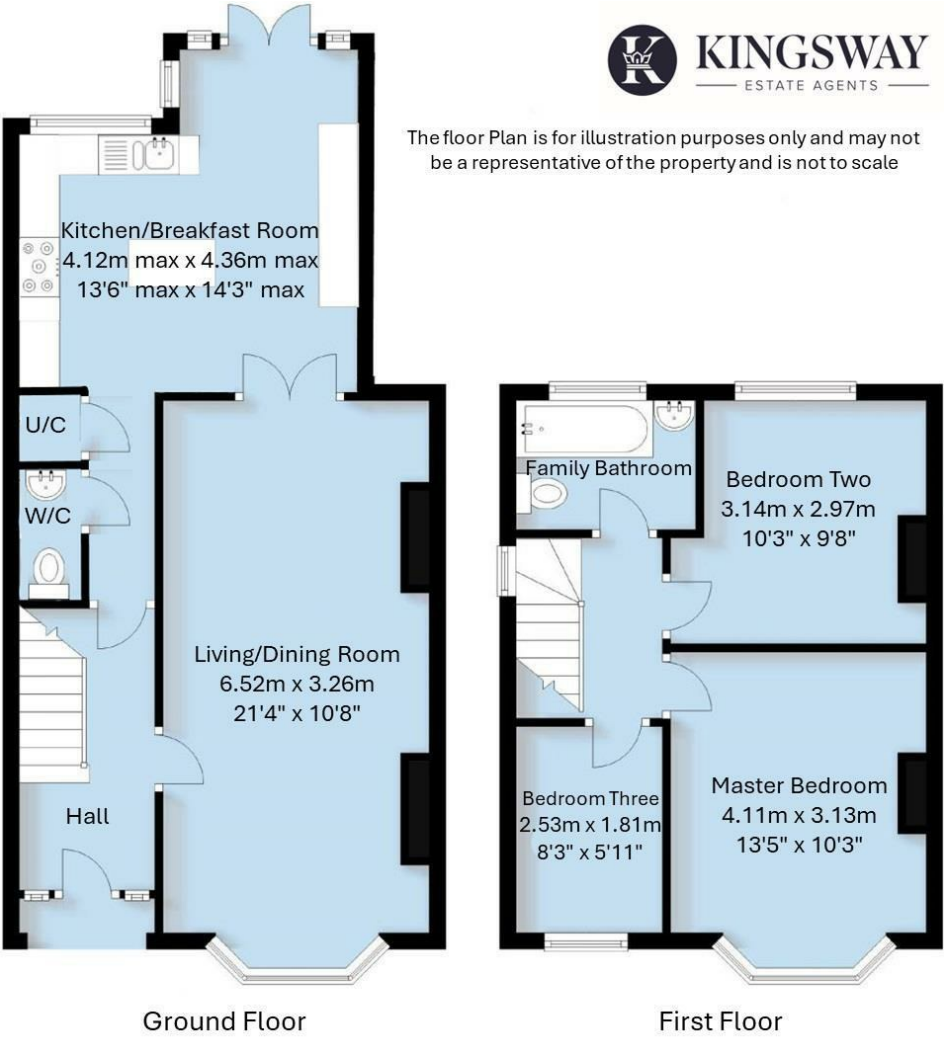 KINGSWAY
ESTATE AGENTS
The floor Plan is for illustration purposes only and may not
be a representative of the property and is not to scale
Kitchen/Breakfast Room
4.12m max x 4.36m max
13'6" max x 14'3" max
U/C
W/C
Living/Dining Room
6.52m x 3.26m
21'4" x 10'8"
Hall
Ground Floor
Family Bathroom
Bedroom Two
3.14m x 2.97m
10'3" x 9'8"
Bedroom Three
2.53m x 1.81m
8'3" x 5'11"
Master Bedroom
4.11m x 3.13m
13'5" x 10'3"
First Floor